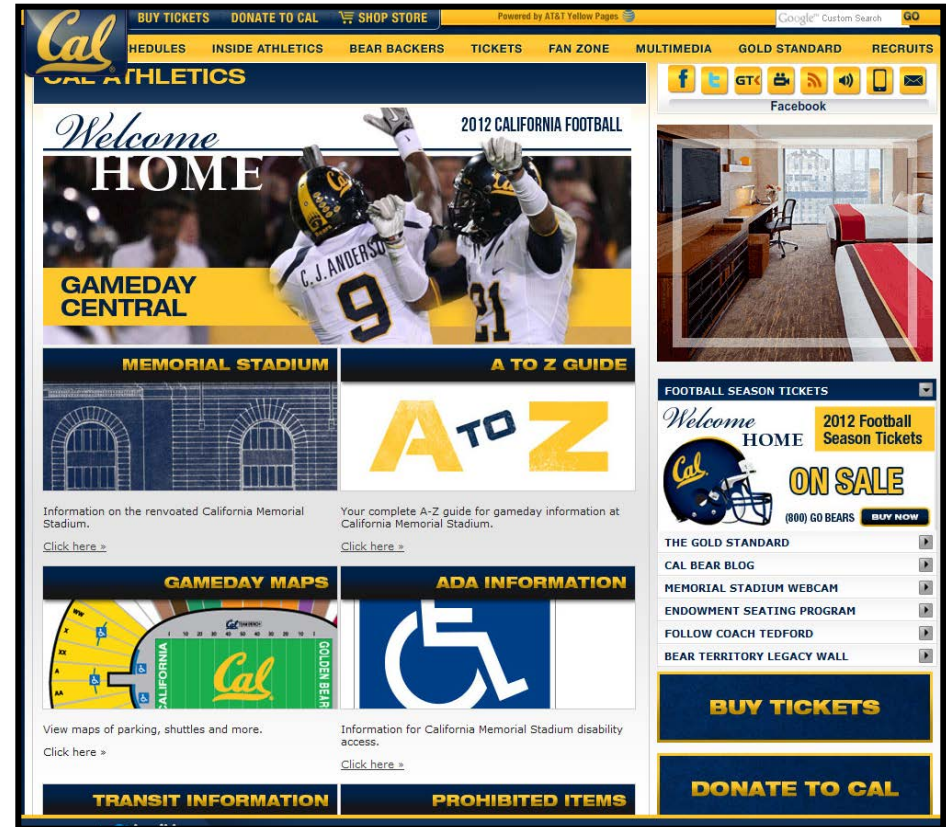 BUY TICKETS DONATE TO CAL SHOP STORE
Powered by AT&T Yellow Pages
Google™ Custom Search GO
Cal
HEDULES INSIDE ATHLETICS BEAR BACKERS TICKETS FAN ZONE MULTIMEDIA GOLD STANDARD RECRUITS
CAL ATHLETICS
Facebook
Welcome
HOME
2012 CALIFORNIA FOOTBALL
Cal
C.J. ANDERSON
9
21
GAMEDAY
CENTRAL
MEMORIAL STADIUM
Information on the renvoated California Memorial
Stadium.
Click here »
A TO Z GUIDE
A TO Z
Your complete A-Z guide for gameday information at
California Memorial Stadium.
Click here »
GAMEDAY MAPS
WW
X
XX
A
AA
CALIFORNIA
Cal
GOLDEN BEAR
View maps of parking, shuttles and more.
Click here »
ADA INFORMATION
Information for California Memorial Stadium disability
access.
Click here »
TRANSIT INFORMATION
PROHIBITED ITEMS
FOOTBALL SEASON TICKETS
Welcome
HOME
2012 Football
Season Tickets
Cal
ON SALE
(800) GO BEARS BUY NOW
THE GOLD STANDARD
CAL BEAR BLOG
MEMORIAL STADIUM WEBCAM
ENDOWMENT SEATING PROGRAM
FOLLOW COACH TEDFORD
BEAR TERRITORY LEGACY WALL
BUY TICKETS
DONATE TO CAL